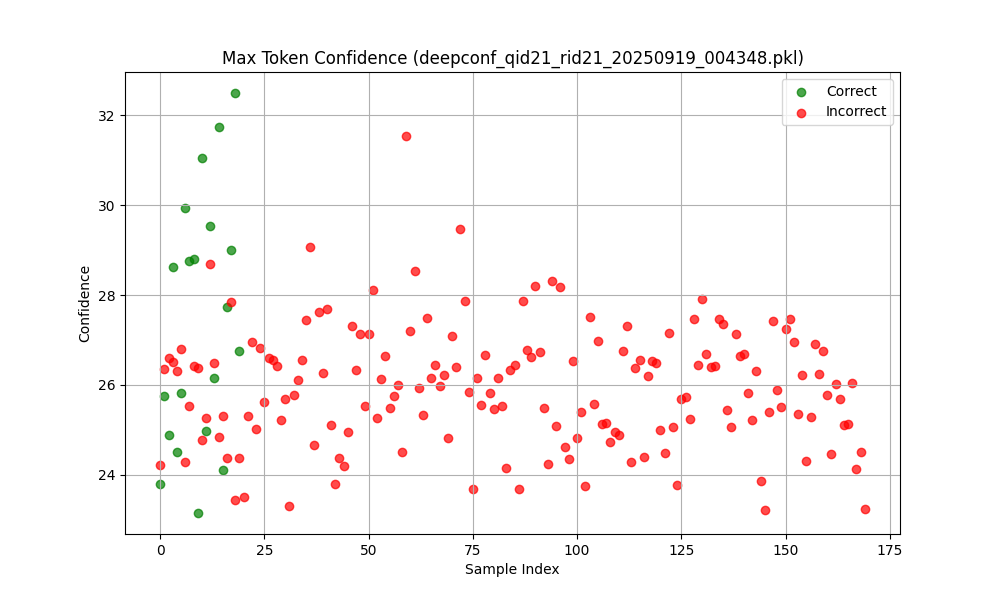 Max Token Confidence (deepconf_qid21_rid21_20250919_004348.pkl)
Correct
Incorrect
32
30
28
26
24
Confidence
0 25 50 75 100 125 150 175
Sample Index